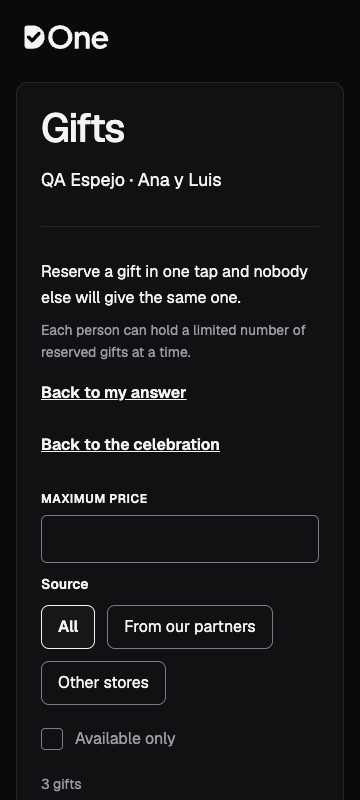 One
Gifts
QA Espejo · Ana y Luis
Reserve a gift in one tap and nobody
else will give the same one.
Each person can hold a limited number of
reserved gifts at a time.
Back to my answer
Back to the celebration
MAXIMUM PRICE
Source
All
From our partners
Other stores
Available only
3 gifts